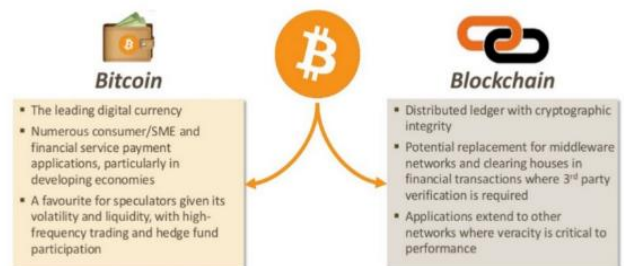 Bitcoin
▪ The leading digital currency
▪ Numerous consumer/SME and
financial service payment
applications, particularly in
developing economies
▪ A favourite for speculators given its
volatility and liquidity, with high-
frequency trading and hedge fund
participation
Blockchain
▪ Distributed ledger with cryptographic
integrity
▪ Potential replacement for middleware
networks and clearing houses in
financial transactions where 3rd party
verification is required
▪ Applications extend to other
networks where veracity is critical to
performance